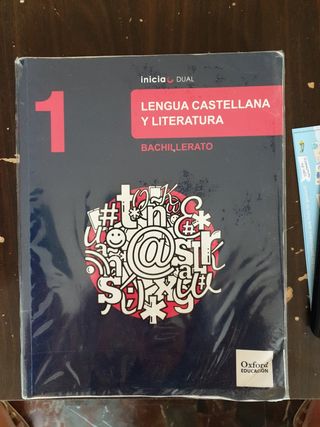 inicia DUAL
1
LENGUA CASTELLANA
Y LITERATURA
BACHILLERATO
Oxford
EDUCACIÓN